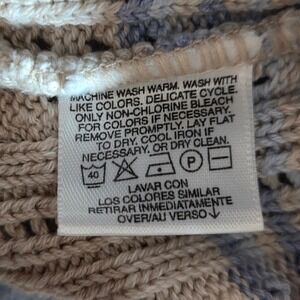 MACHINE WASH WARM. WASH WITH
LIKE COLORS. DELICATE CYCLE.
ONLY NON-CHLORINE BLEACH
FOR COLORS IF NECESSARY.
REMOVE PROMPTLY. LAY FLAT
TO DRY. COOL IRON IF
NECESSARY, OR DRY CLEAN.
40 P
LAVAR CON
LOS COLORES SIMILAR
RETIRAR INMEDIATAMENTE
OVER/AU VERSO↓